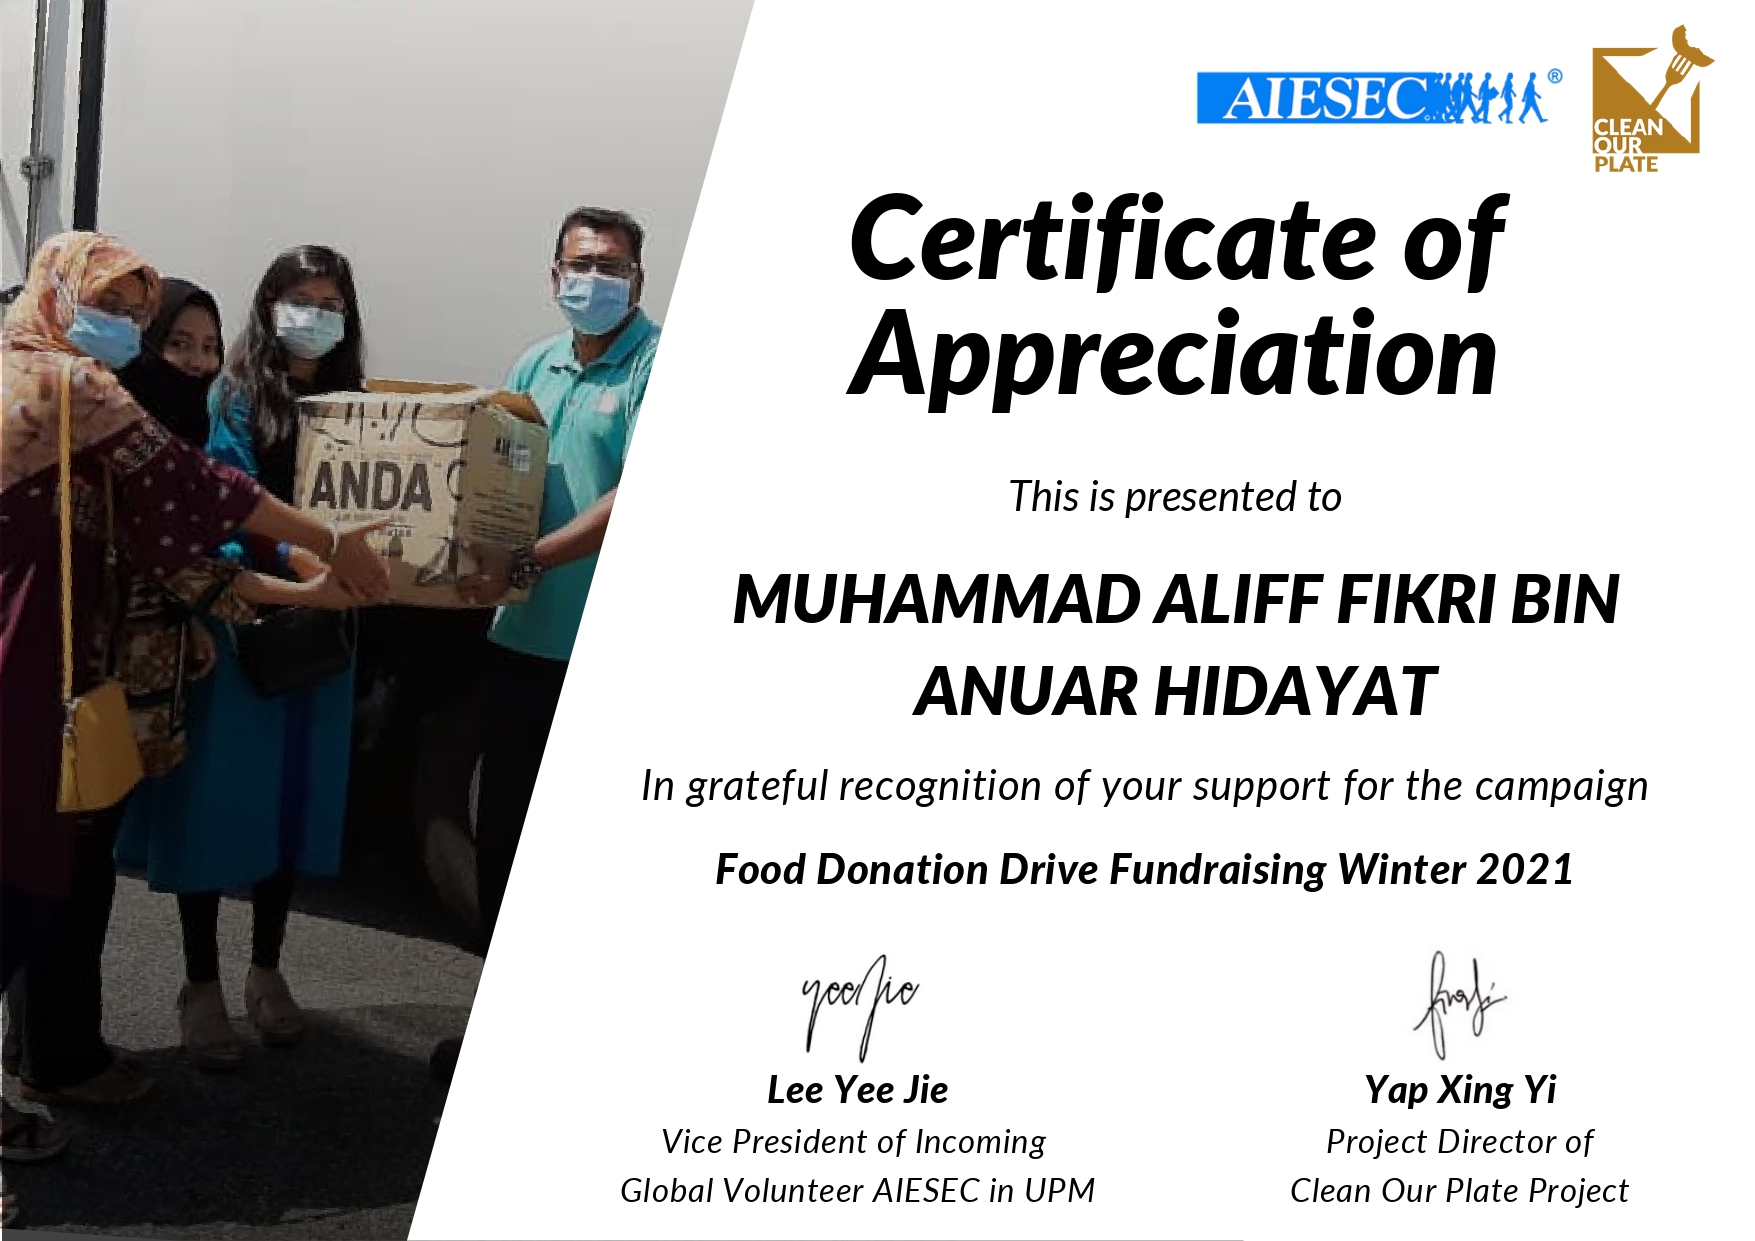 AIESEC®
CLEAN
OUR
PLATE
Certificate of
Appreciation
This is presented to
MUHAMMAD ALIFF FIKRI BIN
ANUAR HIDAYAT
In grateful recognition of your support for the campaign
Food Donation Drive Fundraising Winter 2021
ANDA
yeeJie
Lee Yee Jie
Vice President of Incoming
Global Volunteer AIESEC in UPM
Yap Xing Yi
Project Director of
Clean Our Plate Project